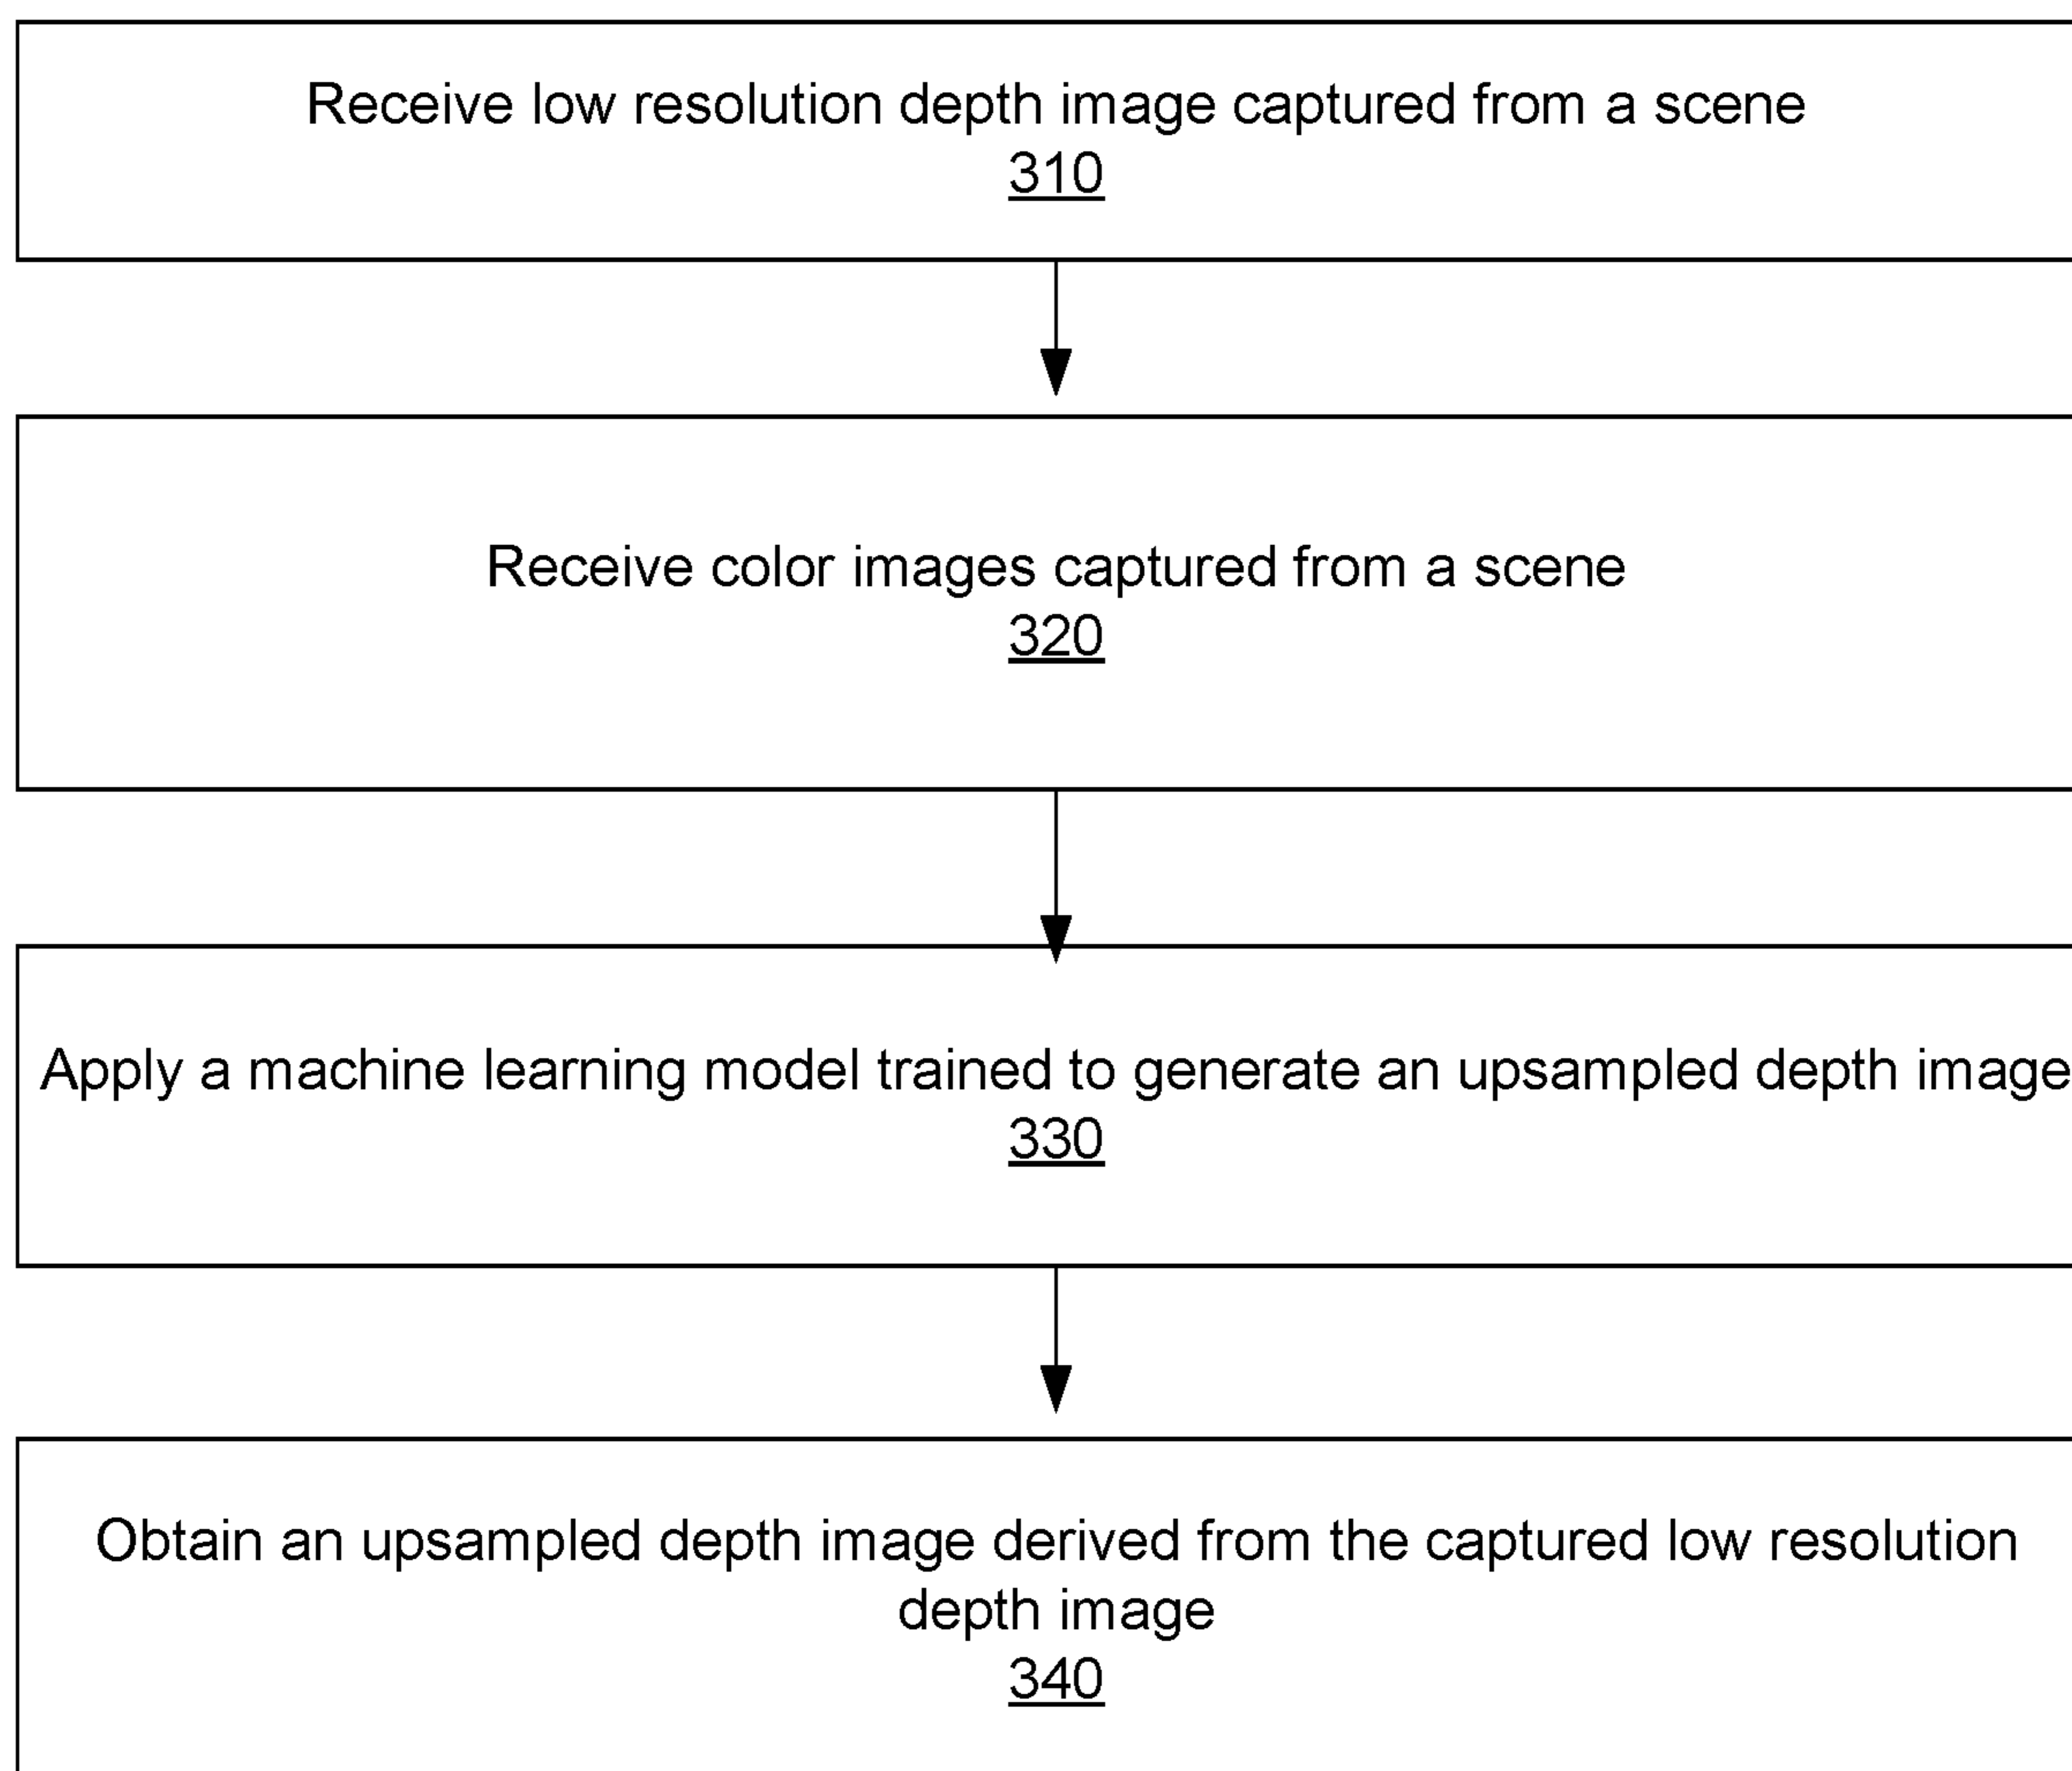 Receive low resolution depth image captured from a scene
310
Receive color images captured from a scene
320
Apply a machine learning model trained to generate an upsampled depth image
330
Obtain an upsampled depth image derived from the captured low resolution
depth image
340